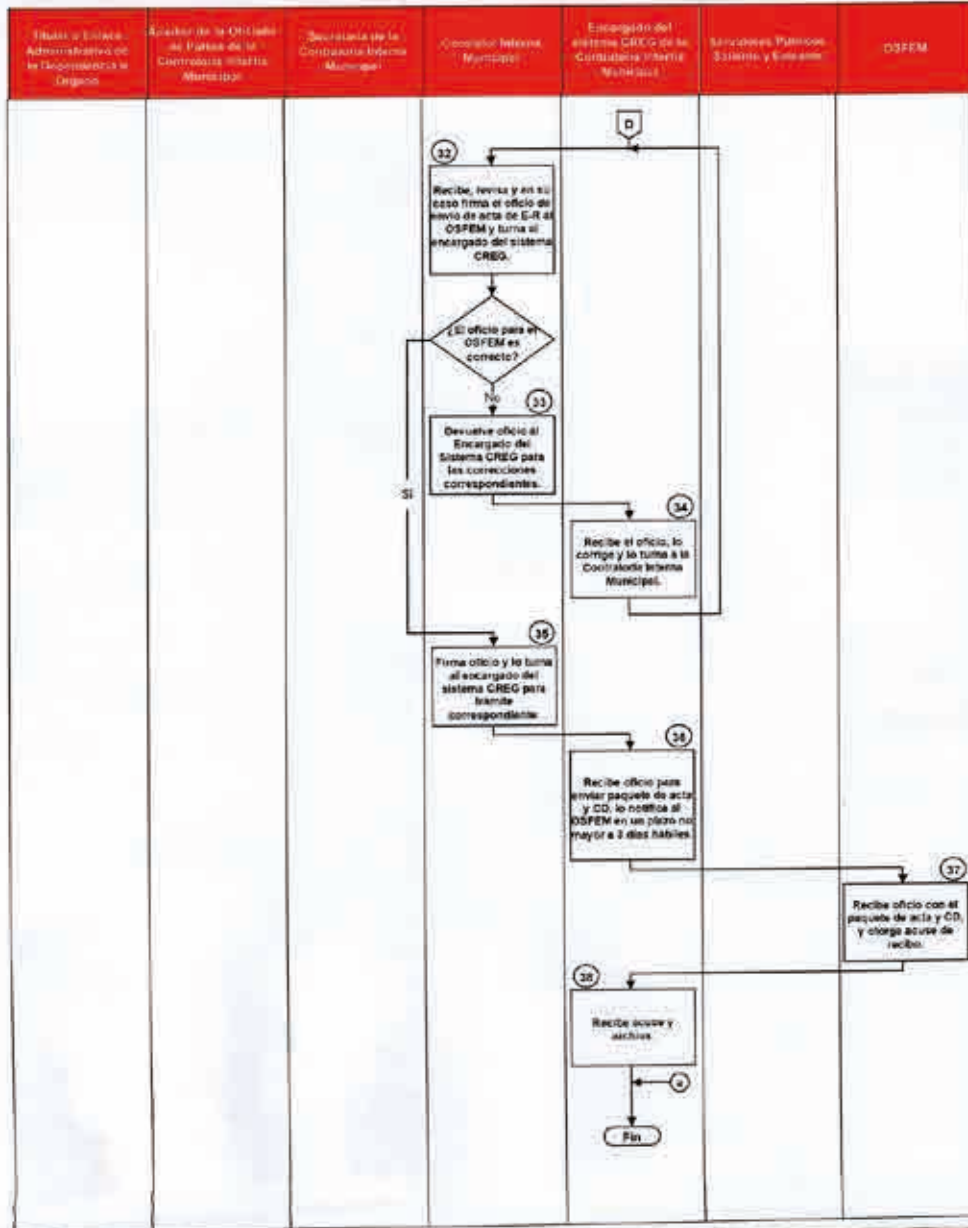 Titular o Enlace
Administrativo de
la Dependencia u
Órgano
Auxiliar de la Oficialía
de Partes de la
Contraloría Interna
Municipal
Secretaria de la
Contraloría Interna
Municipal
Contralor Interno
Municipal
Encargado del
sistema CREG de la
Contraloría Interna
Municipal
Servidores Públicos
Saliente y Entrante
OSFEM
D
32
Recibe, revisa y en su
caso firma el oficio de
envío de acta de E-R al
OSFEM y turna al
encargado del sistema
CREG.
¿El oficio para el
OSFEM es
correcto?
No
33
Devuelve oficio al
Encargado del
Sistema CREG para
las correcciones
correspondientes.
Si
34
Recibe el oficio, lo
corrige y lo turna a la
Contraloría Interna
Municipal.
35
Firma oficio y lo turna
al encargado del
sistema CREG para
trámite
correspondiente
36
Recibe oficio para
enviar paquete de acta
y CD, lo notifica al
OSFEM en un plazo no
mayor a 3 días hábiles.
37
Recibe oficio con el
paquete de acta y CD,
y otorga acuse de
recibo.
38
Recibe acuse y
archiva
a
Fin